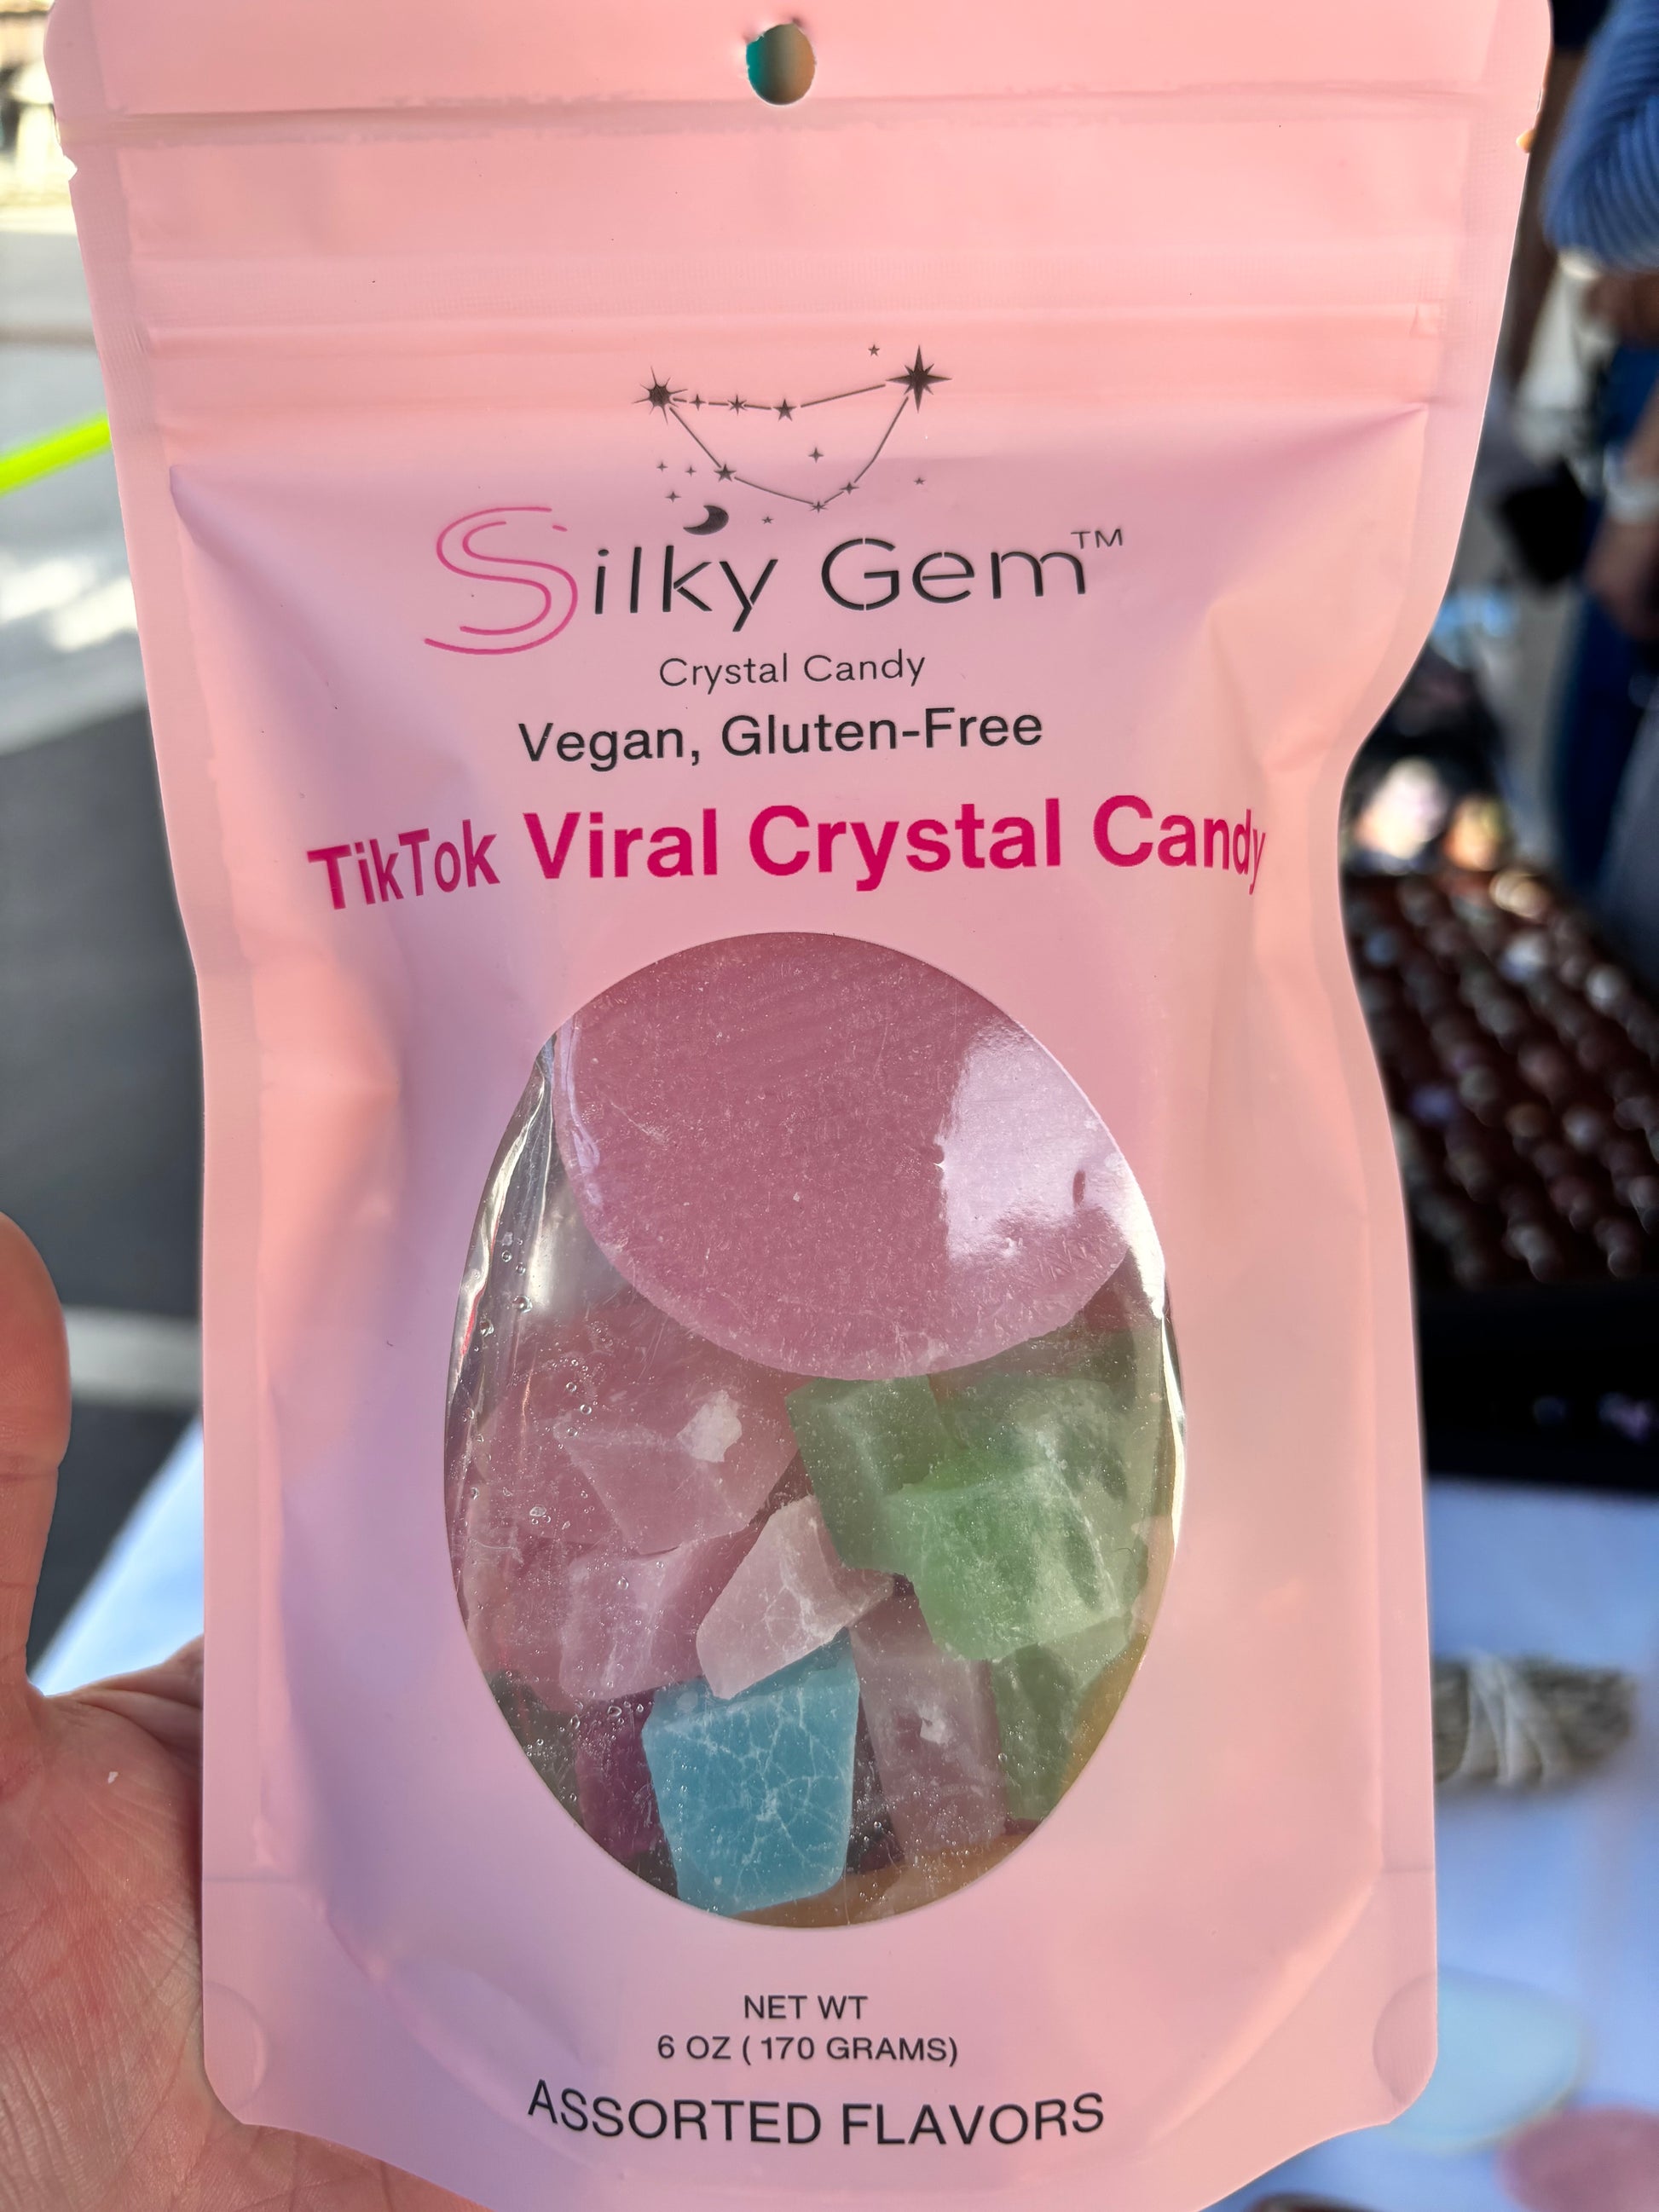 Silky Gem™
Crystal Candy
Vegan, Gluten-Free
TikTok Viral Crystal Candy
NET WT
6 OZ ( 170 GRAMS)
ASSORTED FLAVORS